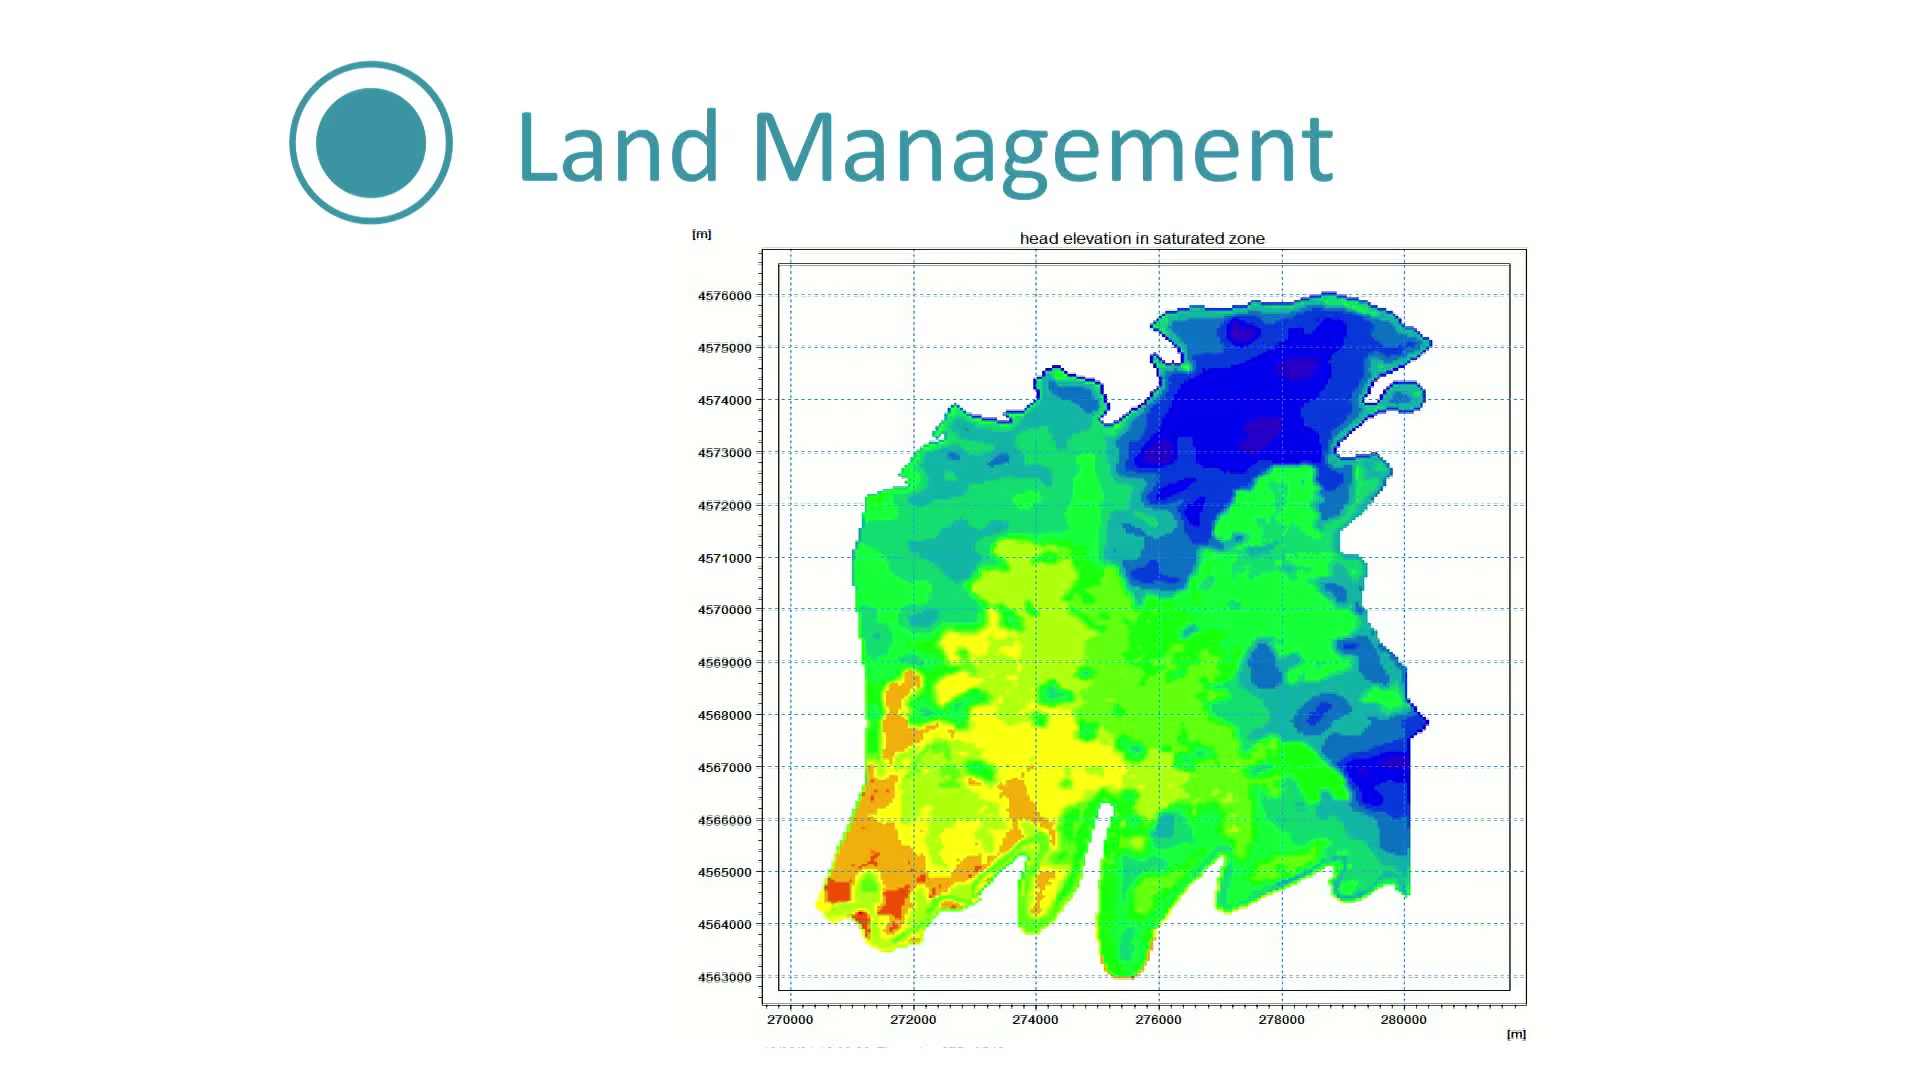 Land Management
[m]
head elevation in saturated zone
4576000
4575000
4574000
4573000
4572000
4571000
4570000
4569000
4568000
4567000
4566000
4565000
4564000
4563000
270000 272000 274000 276000 278000 280000
[m]